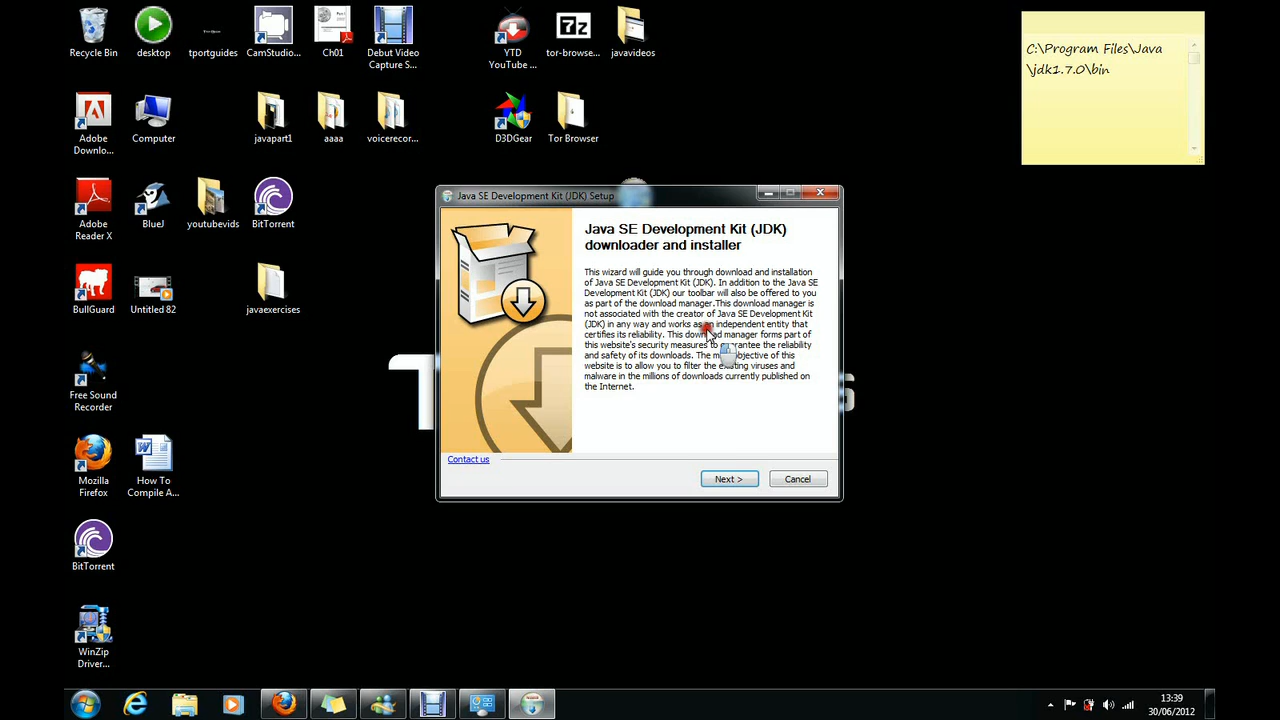 Recycle Bin
desktop
tportguides
CamStudio...
Ch01
Debut Video
Capture S...
YTD
YouTube ...
7z
tor-browse...
javavideos
C:\Program Files\Java
\jdk1.7.0\bin
Adobe
Downlo...
Computer
javapart1
aaaa
voicerecor...
D3DGear
Tor Browser
Adobe
Reader X
BlueJ
youtubevids
BitTorrent
BullGuard
Untitled 82
javaexercises
Free Sound
Recorder
Mozilla
Firefox
How To
Compile A...
BitTorrent
WinZip
Driver...
Java SE Development Kit (JDK) Setup
Java SE Development Kit (JDK)
downloader and installer
This wizard will guide you through download and installation
of Java SE Development Kit (JDK). In addition to the Java SE
Development Kit (JDK) our toolbar will also be offered to you
as part of the download manager.This download manager is
not associated with the creator of Java SE Development Kit
(JDK) in any way and works as an independent entity that
certifies its reliability. This download manager forms part of
this website's security measures to guarantee the reliability
and safety of its downloads. The main objective of this
website is to allow you to filter the existing viruses and
malware in the millions of downloads currently published on
the Internet.
Contact us
Next >
Cancel
13:39
30/06/2012